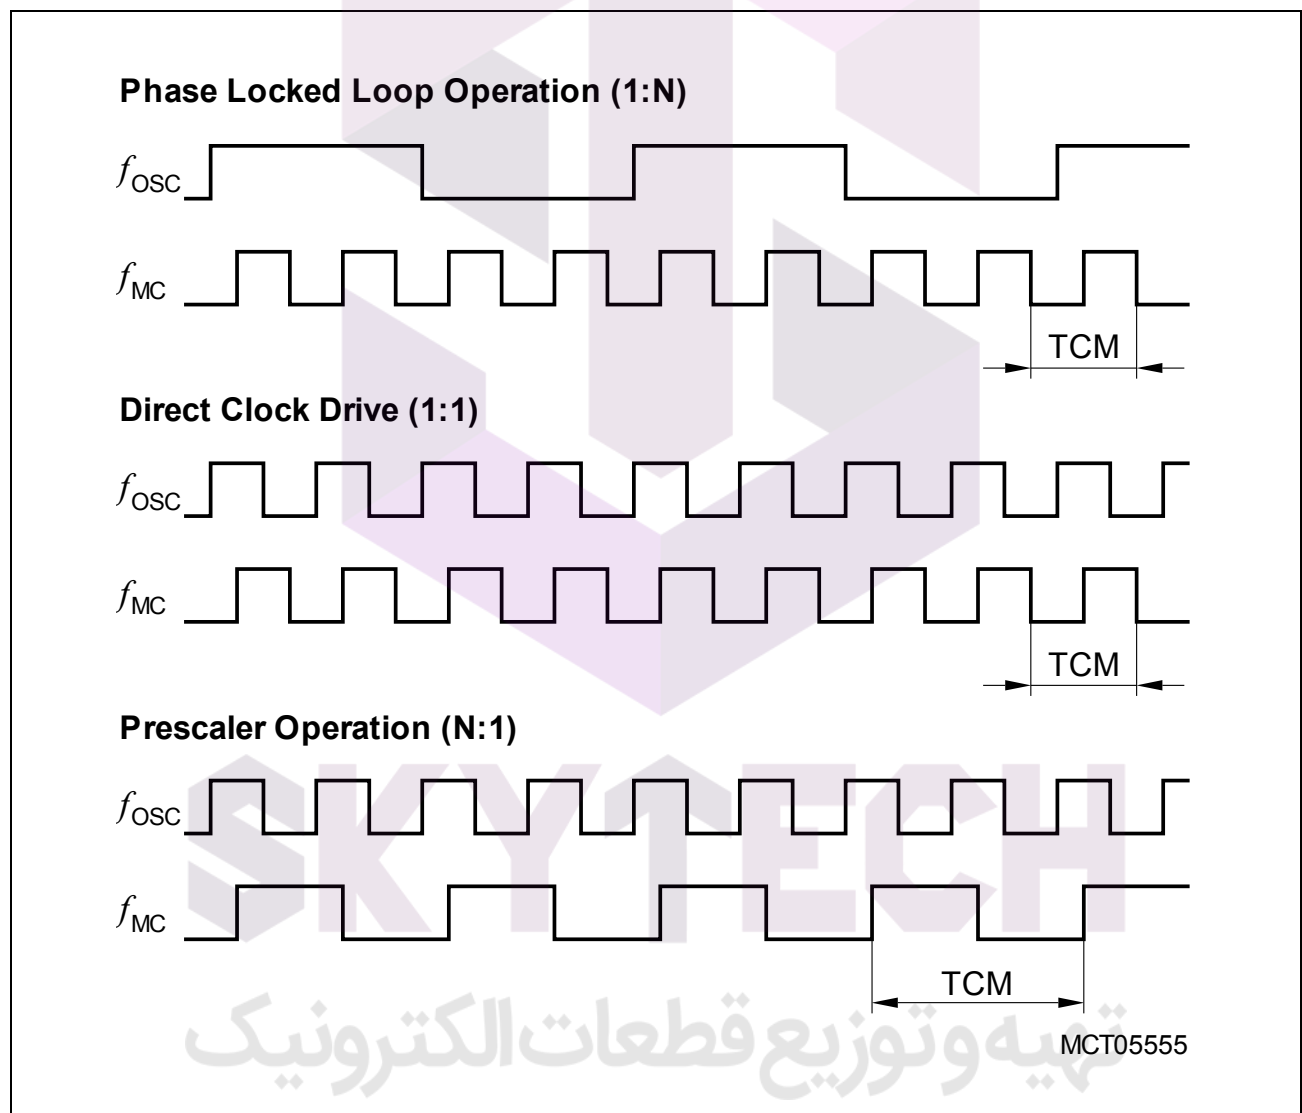 Phase Locked Loop Operation (1:N)
fOSC
fMC
TCM
Direct Clock Drive (1:1)
fOSC
fMC
TCM
Prescaler Operation (N:1)
fOSC
SKYTECH
fMC
TCM
تهیه و توزیع قطعات الکترونیک
MCT05555